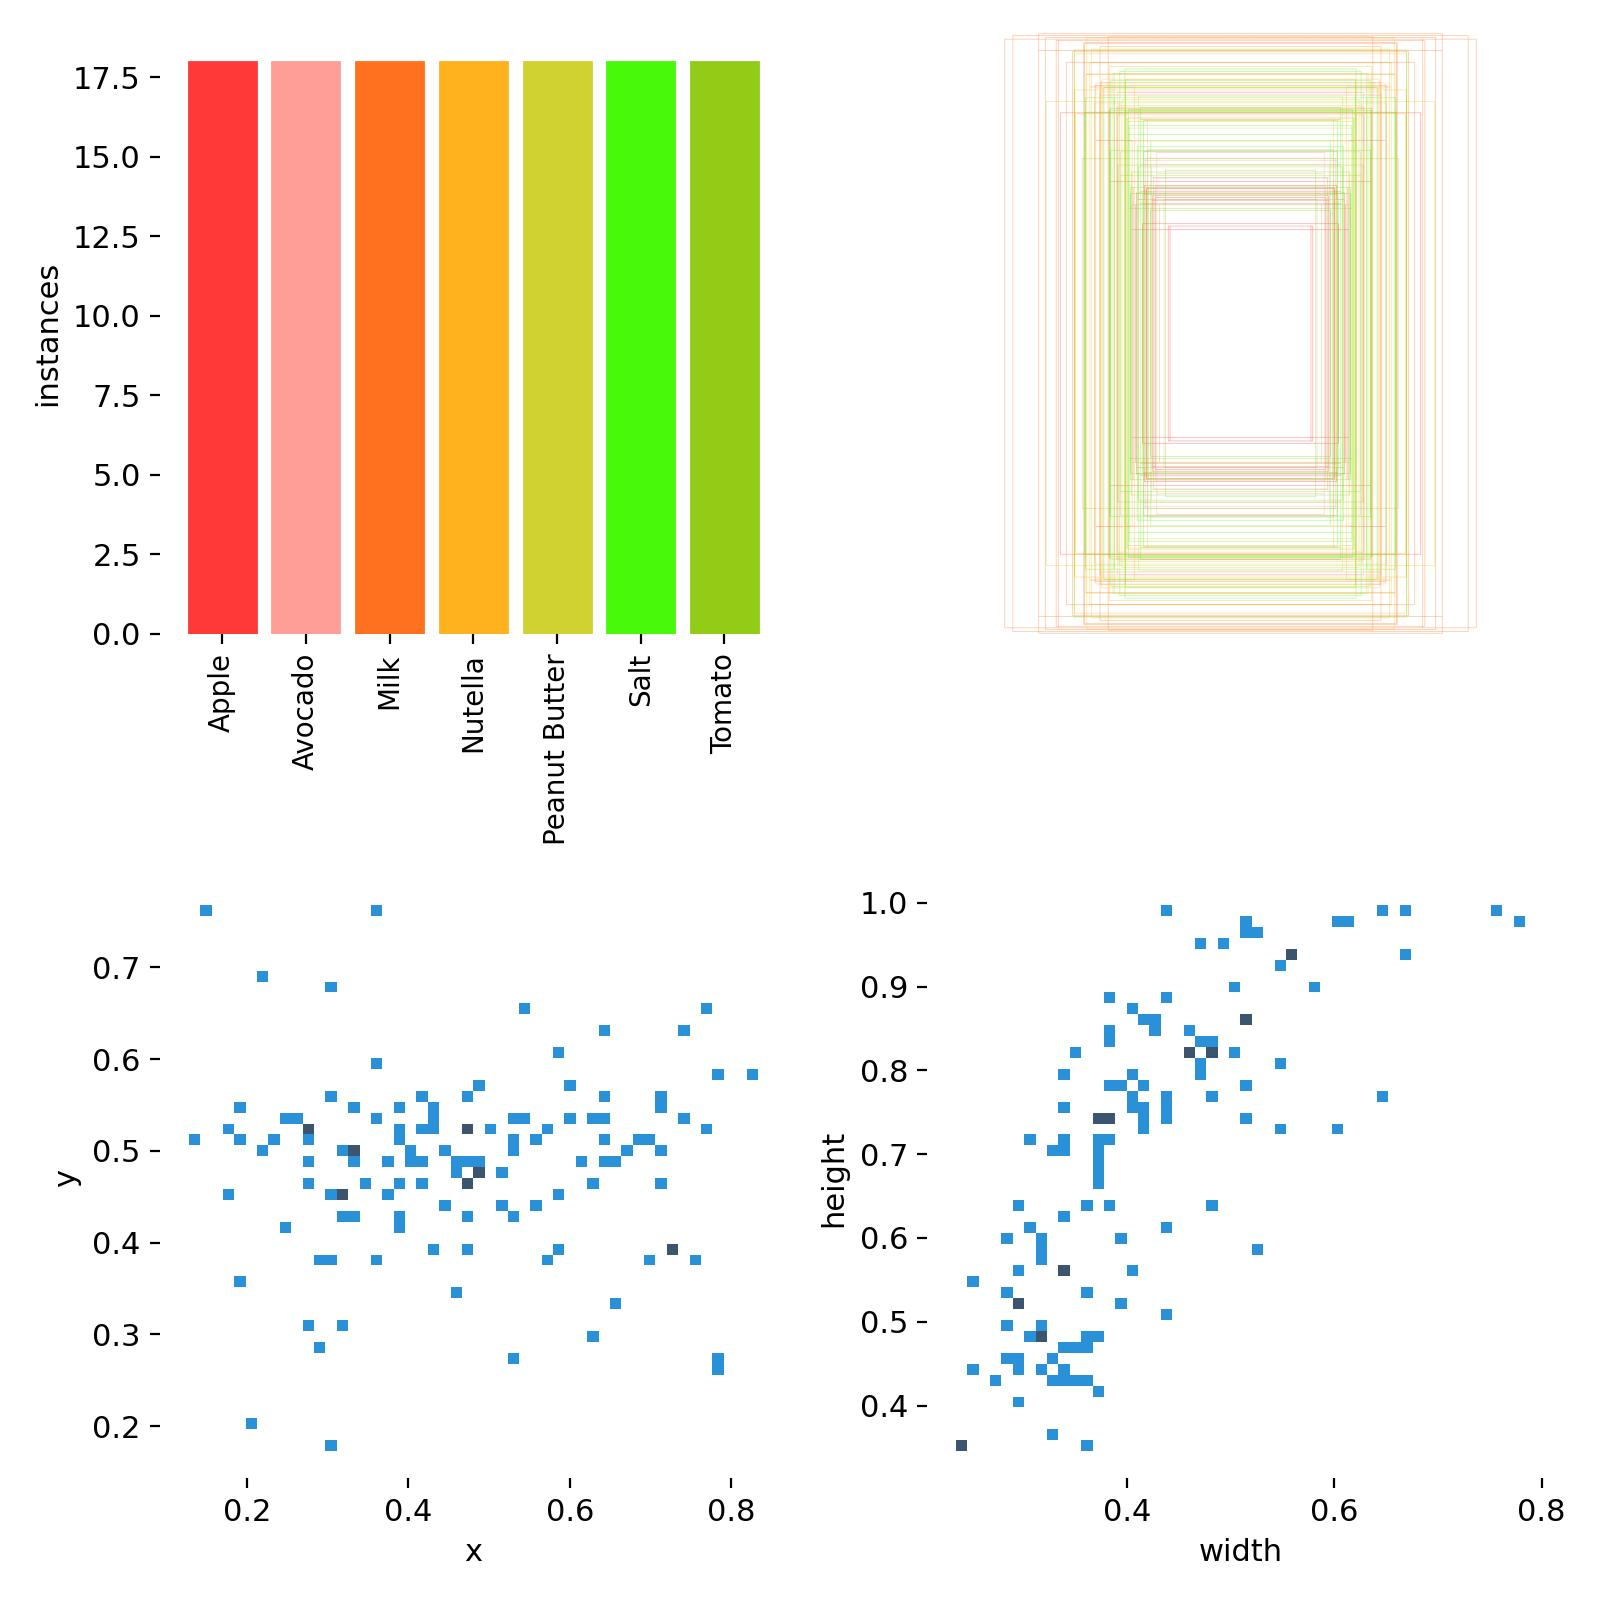 17.5
15.0
12.5
10.0
7.5
5.0
2.5
0.0
instances
Apple
Avocado
Milk
Nutella
Peanut Butter
Salt
Tomato
0.7
0.6
0.5
0.4
0.3
0.2
y
0.2 0.4 0.6 0.8
x
1.0
0.9
0.8
0.7
0.6
0.5
0.4
height
0.4 0.6 0.8
width